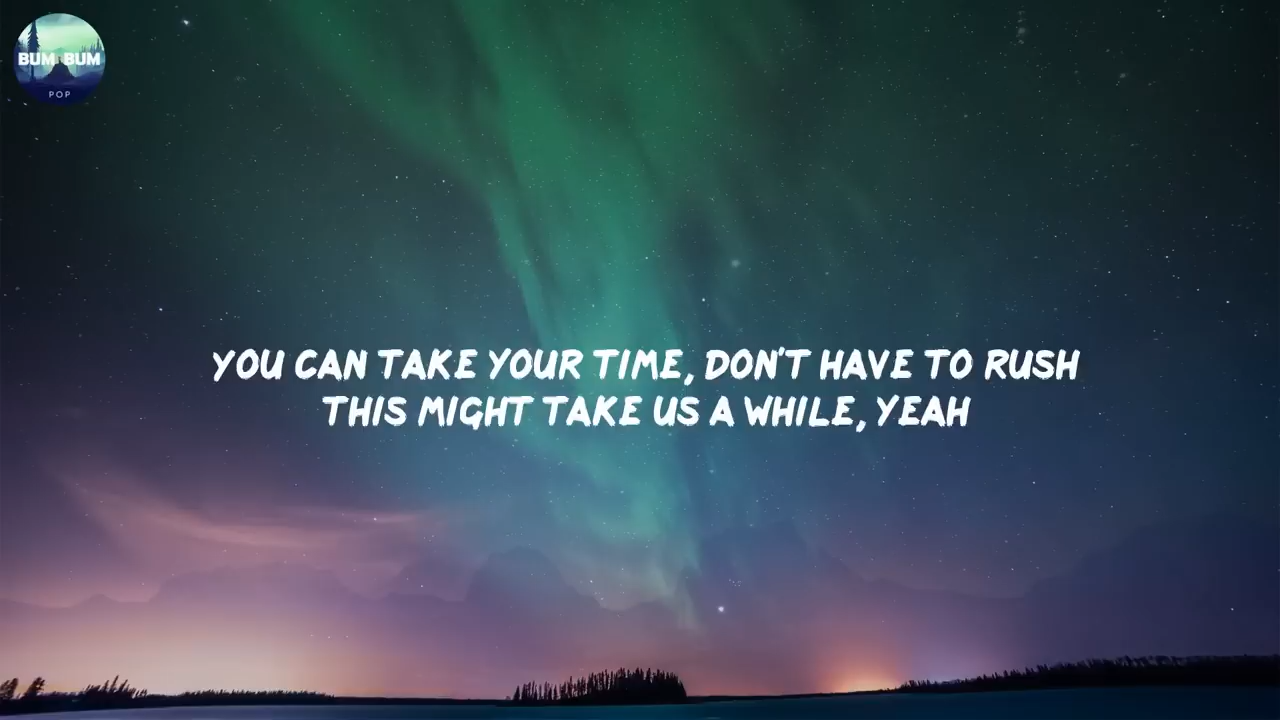 BUM BUM
POP
YOU CAN TAKE YOUR TIME, DON'T HAVE TO RUSH
THIS MIGHT TAKE US A WHILE, YEAH